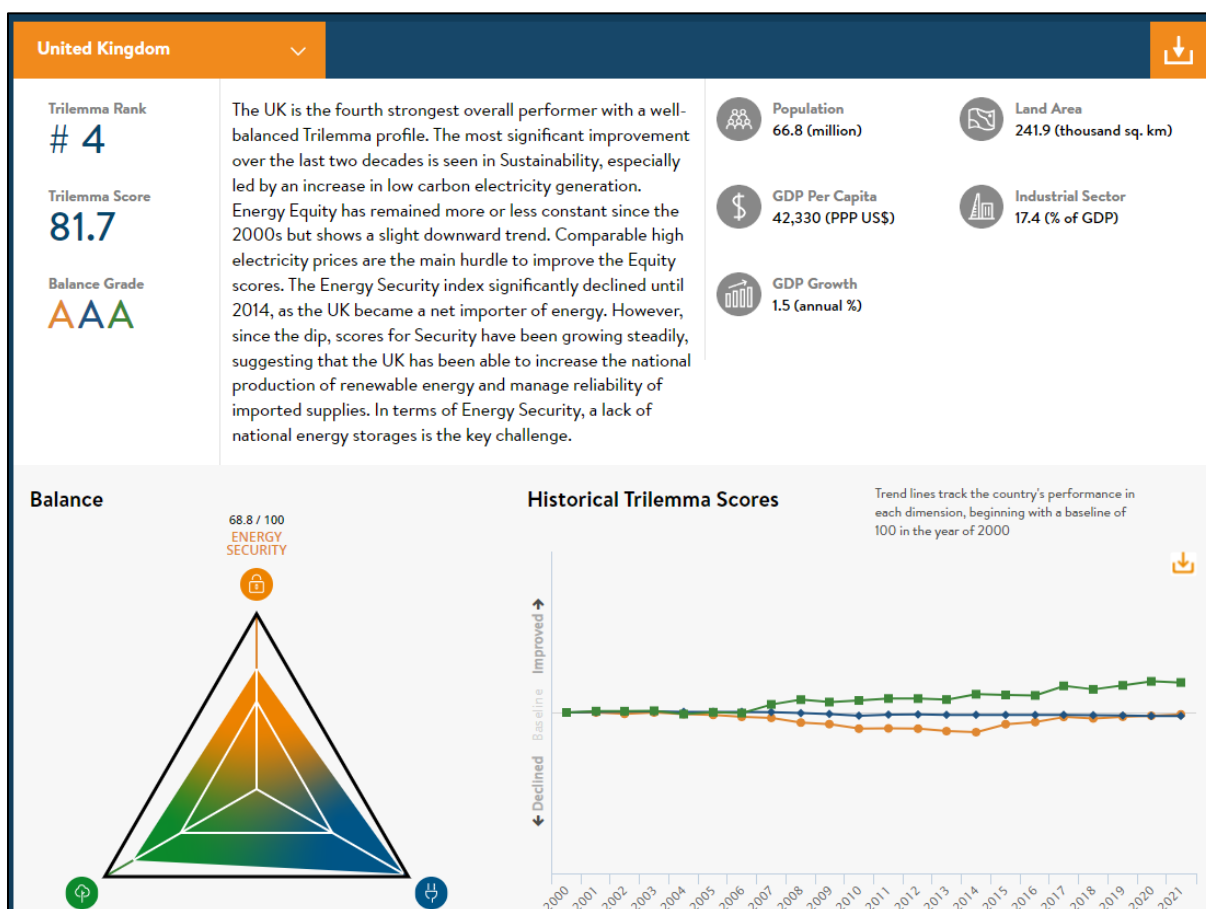 United Kingdom
Trilemma Rank
# 4
Trilemma Score
81.7
Balance Grade
AAA
The UK is the fourth strongest overall performer with a well-
balanced Trilemma profile. The most significant improvement
over the last two decades is seen in Sustainability, especially
led by an increase in low carbon electricity generation.
Energy Equity has remained more or less constant since the
2000s but shows a slight downward trend. Comparable high
electricity prices are the main hurdle to improve the Equity
scores. The Energy Security index significantly declined until
2014, as the UK became a net importer of energy. However,
since the dip, scores for Security have been growing steadily,
suggesting that the UK has been able to increase the national
production of renewable energy and manage reliability of
imported supplies. In terms of Energy Security, a lack of
national energy storages is the key challenge.
Population
66.8 (million)
Land Area
241.9 (thousand sq. km)
GDP Per Capita
42,330 (PPP US$)
Industrial Sector
17.4 (% of GDP)
GDP Growth
1.5 (annual %)
Balance
68.8 / 100
ENERGY
SECURITY
Historical Trilemma Scores
Trend lines track the country's performance in
each dimension, beginning with a baseline of
100 in the year of 2000
Improved
Baseline
Declined
2000
2001
2002
2003
2004
2005
2006
2007
2008
2009
2010
2011
2012
2013
2014
2015
2016
2017
2018
2019
2020
2021